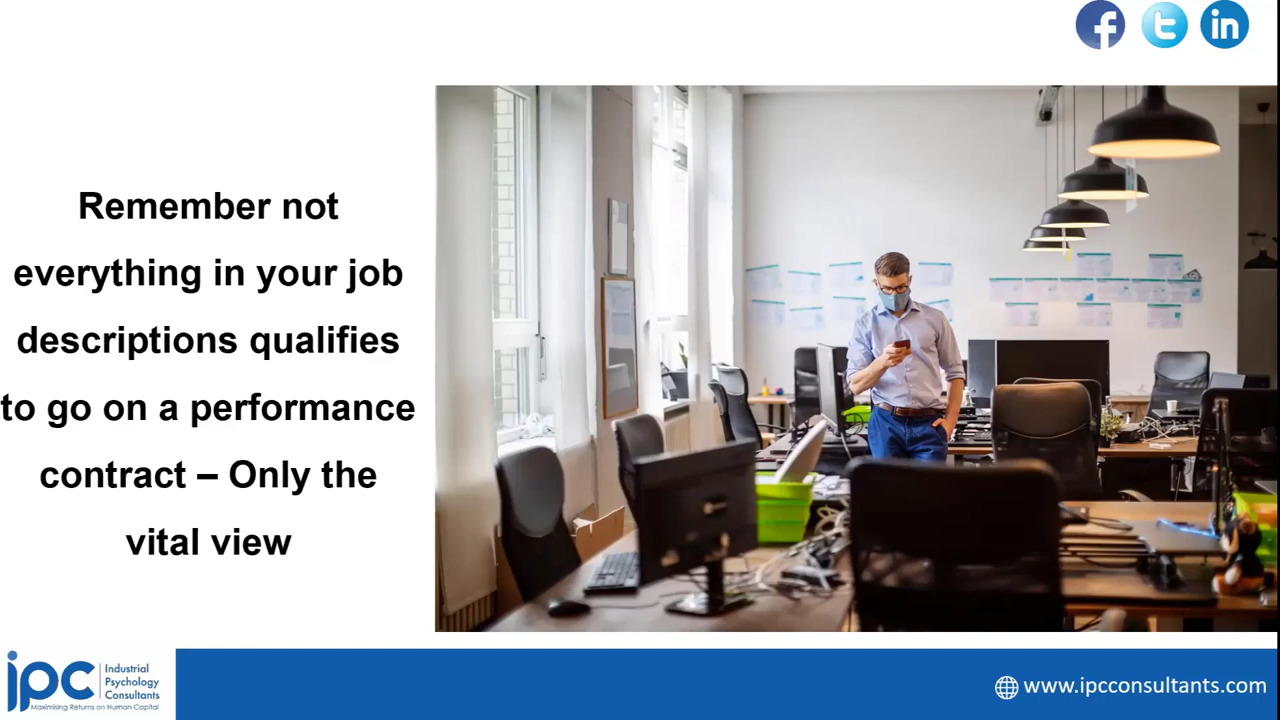 Remember not
everything in your job
descriptions qualifies
to go on a performance
contract – Only the
vital view
ipc
Industrial
Psychology
Consultants
Maximising Returns on Human Capital
www.ipcconsultants.com